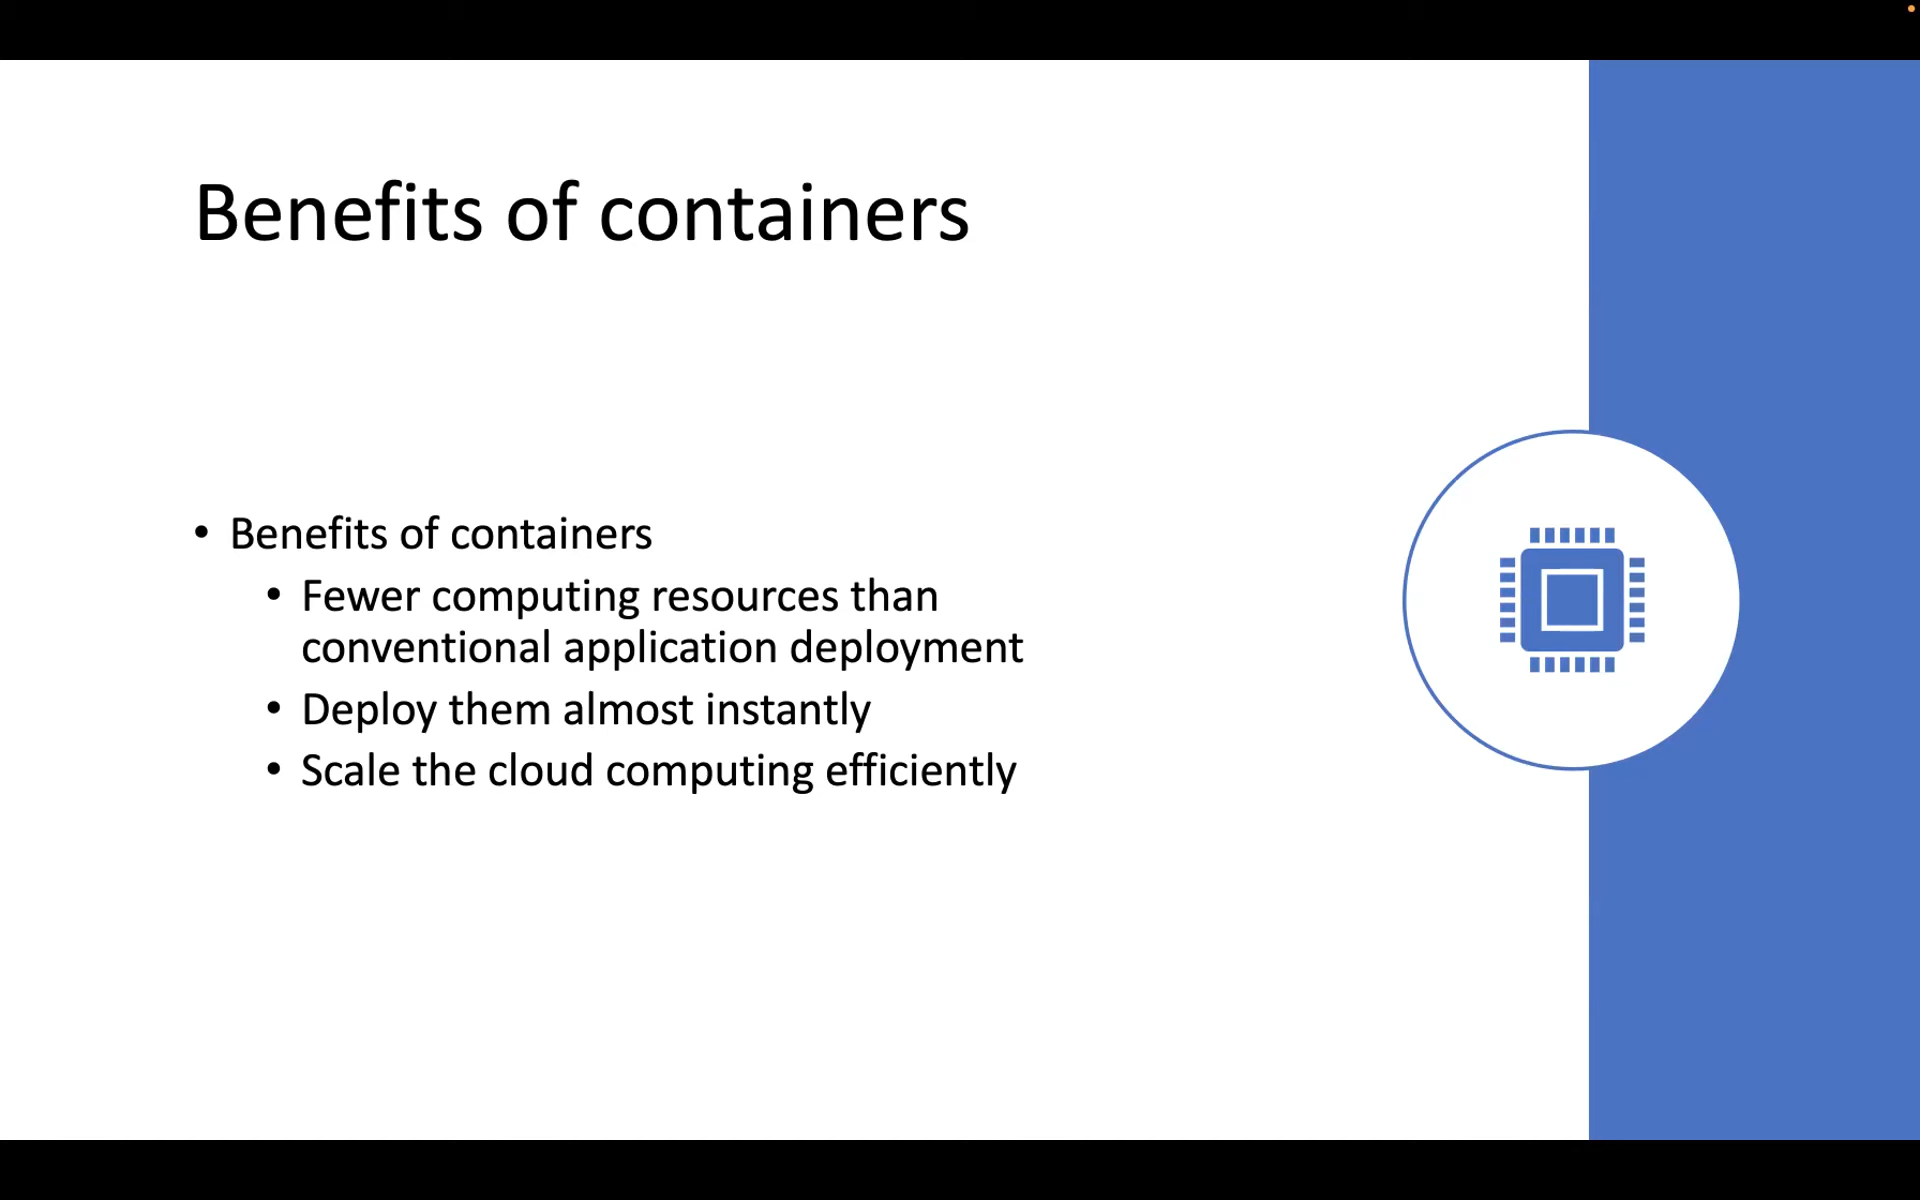 Benefits of containers
• Benefits of containers
• Fewer computing resources than
conventional application deployment
• Deploy them almost instantly
• Scale the cloud computing efficiently